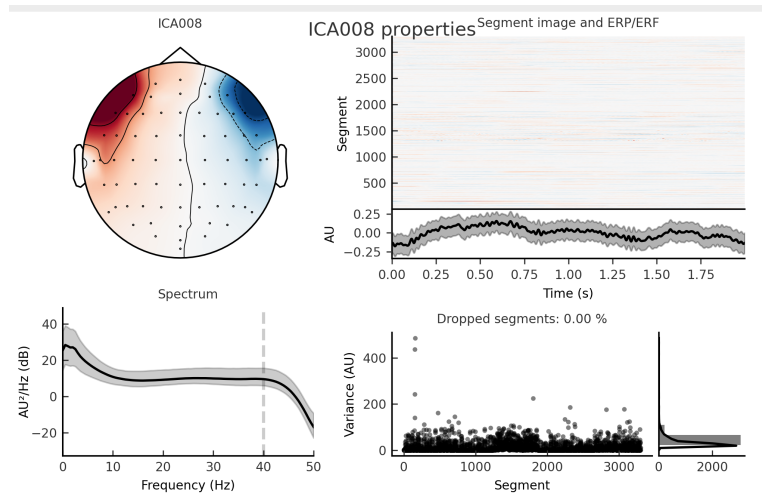 ICA008 properties
ICA008
Segment image and ERP/ERF
Segment
3000
2500
2000
1500
1000
500
AU
0.25
0.00
−0.25
0.00 0.25 0.50 0.75 1.00 1.25 1.50 1.75
Time (s)
Spectrum
AU²/Hz (dB)
40
20
0
−20
0 10 20 30 40 50
Frequency (Hz)
Dropped segments: 0.00 %
Variance (AU)
400
200
0
0 1000 2000 3000
Segment
0 2000